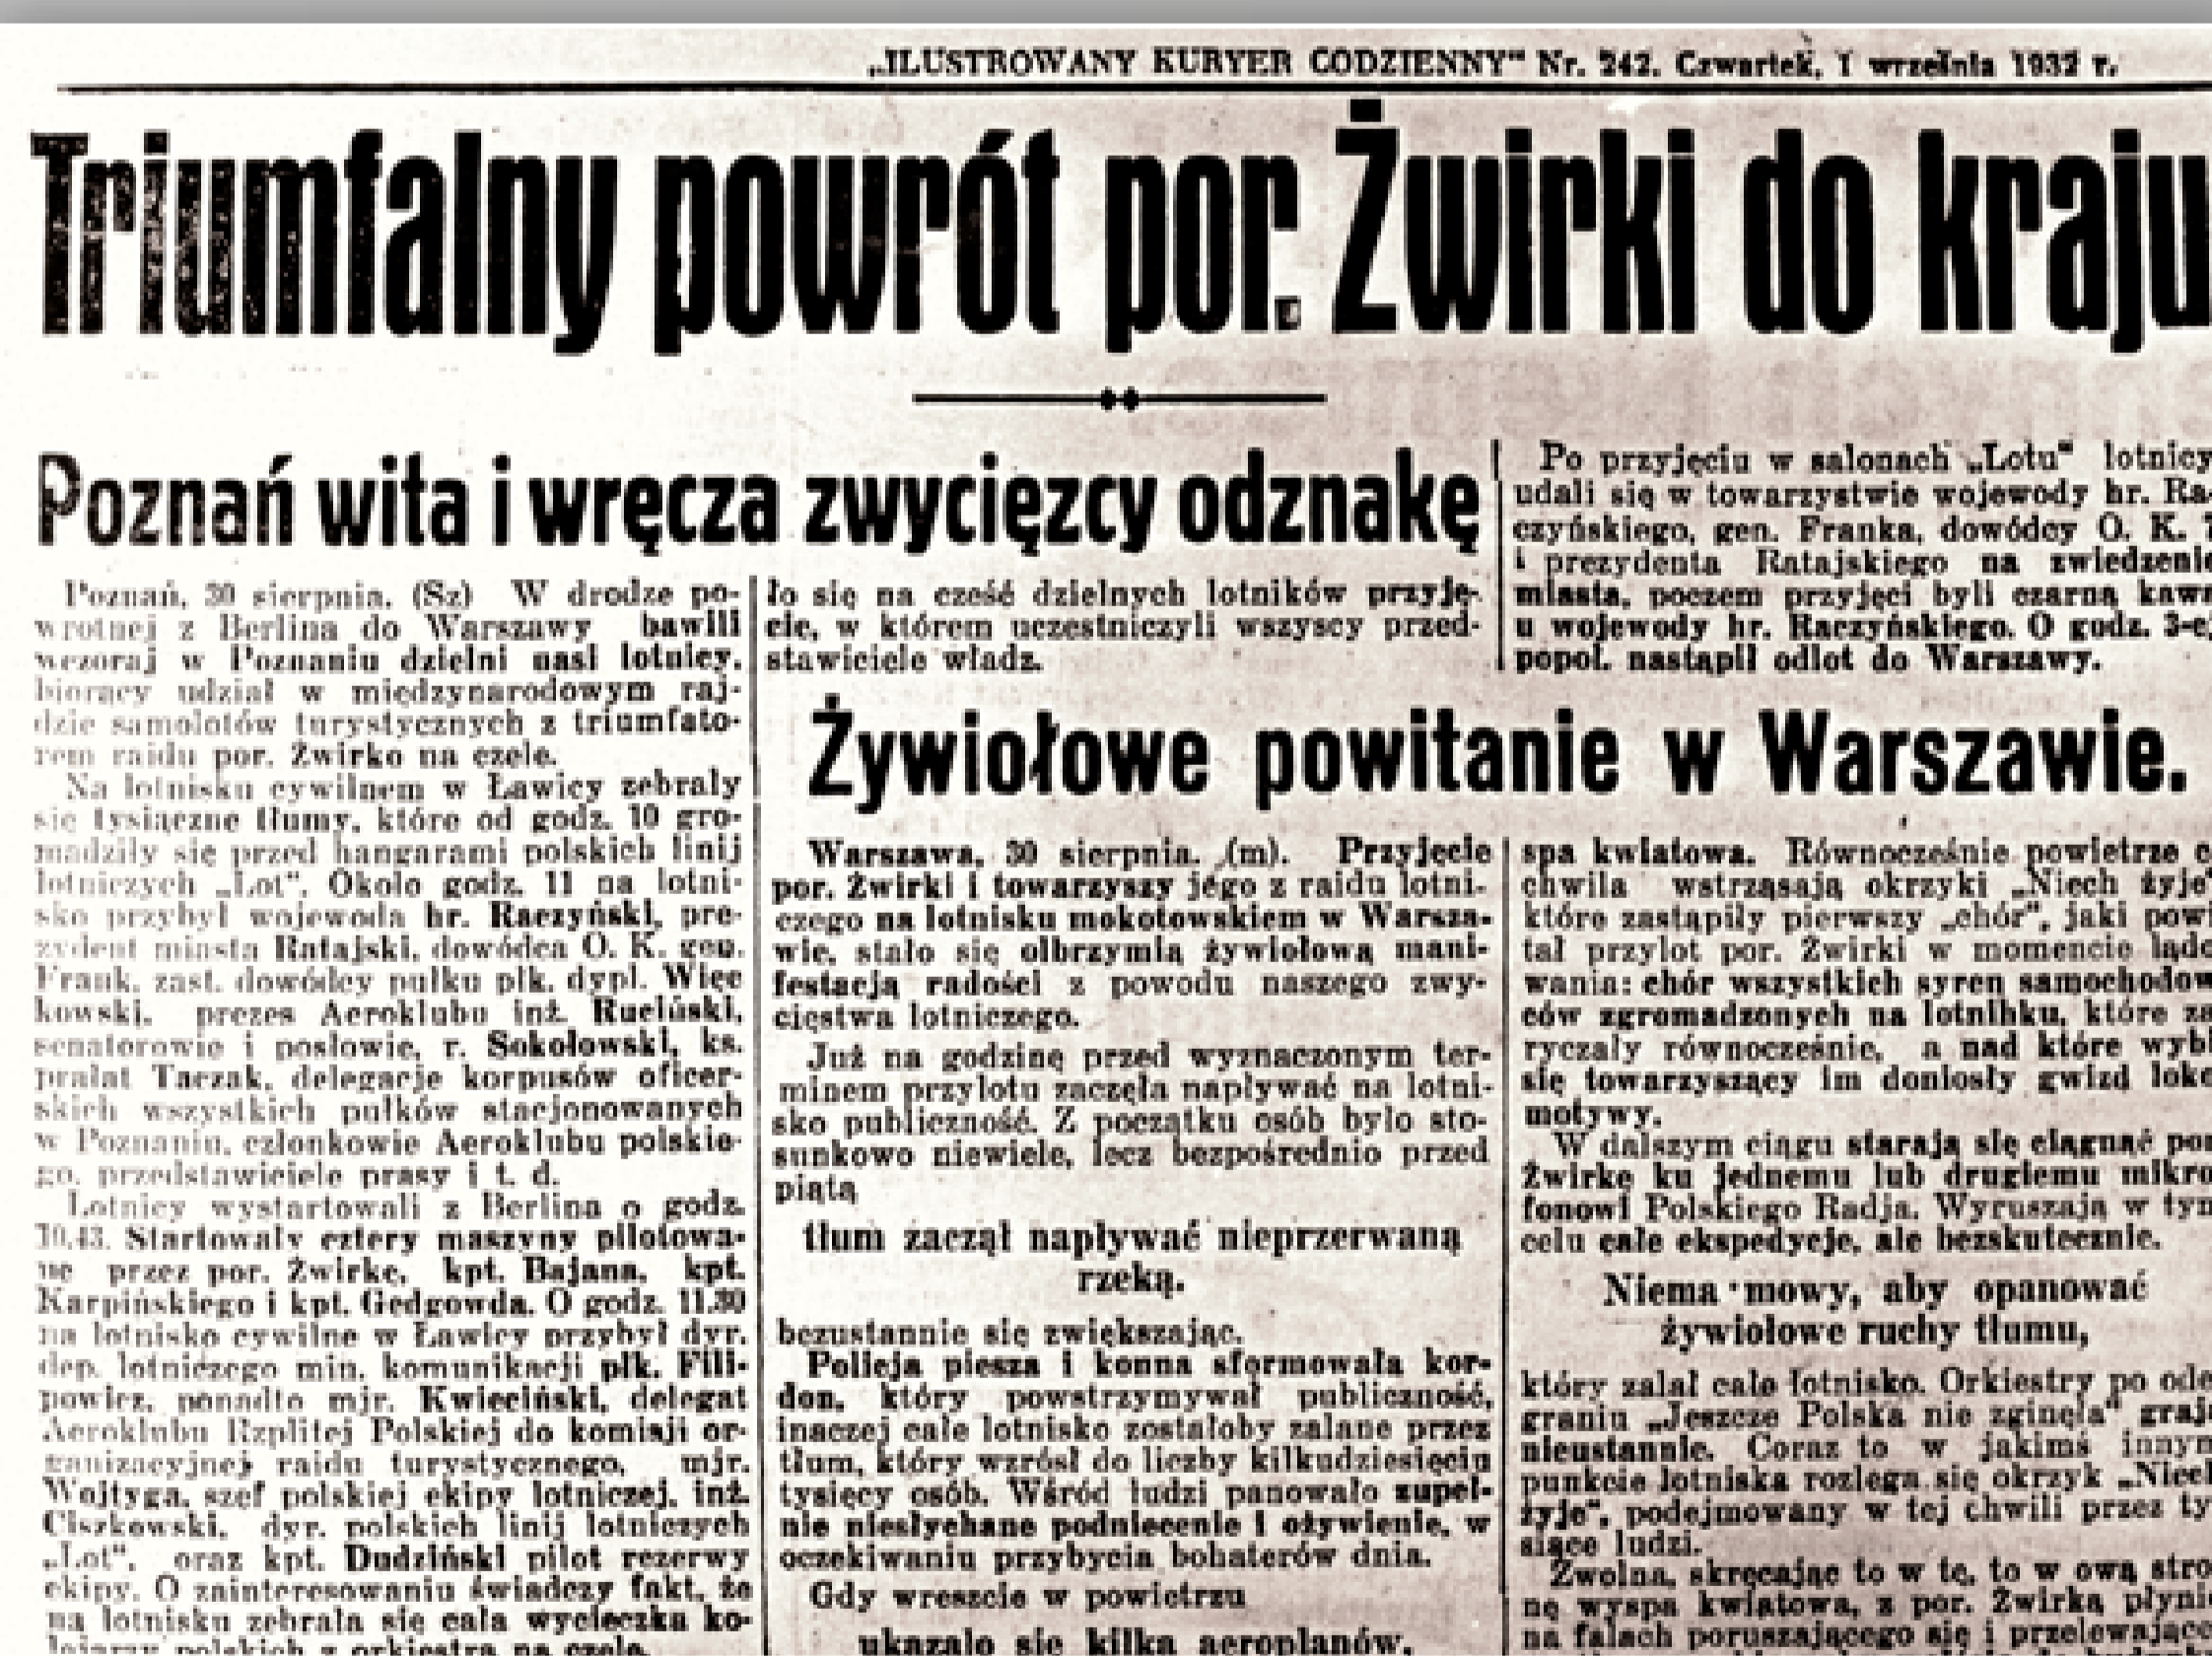 „ILUSTROWANY KURYER CODZIENNY“ Nr. 242. Czwartek, 1 września 1932 r.
Triumfalny powrót por. Żwirki do kraju
Poznań wita i wręcza zwycięzcy odznakę
Poznań, 30 sierpnia. (Sz) W drodze po-
wrotnej z Berlina do Warszawy bawili
wczoraj w Poznaniu dzielni nasi lotnicy,
biorący udział w międzynarodowym raj-
dzie samolotów turystycznych z triumfato-
rem raidu por. Żwirko na czele.
Na lotnisku cywilnem w Ławicy zebrały
się tysiączne tłumy, które od godz. 10 gro-
madziły się przed hangarami polskich linij
lotniczych „Lot“. Około godz. 11 na lotni-
sko przybył wojewoda hr. Raczyński, pre-
zydent miasta Ratajski, dowódca O. K. gen.
Frank, zast. dowódcy pułku płk. dypl. Więc
kowski, prezes Aeroklubu inż. Ruciński,
senatorowie i posłowie, r. Sokołowski, ks.
prałat Taczak, delegacje korpusów oficer-
skich wszystkich pułków stacjonowanych
w Poznaniu, członkowie Aeroklubu polskie-
go, przedstawiciele prasy i t. d.
Lotnicy wystartowali z Berlina o godz.
10.43. Startowały cztery maszyny pilotowa-
ne przez por. Żwirkę, kpt. Bajana, kpt.
Karpińskiego i kpt. Gedgowda. O godz. 11.30
na lotnisko cywilne w Ławicy przybył dyr.
dep. lotniczego min. komunikacji płk. Fili-
powicz, ponadto mjr. Kwieciński, delegat
Aeroklubu Rzplitej Polskiej do komisji or-
ganizacyjnej raidu turystycznego, mjr.
Wojtyga, szef polskiej ekipy lotniczej, inż.
Ciszkowski, dyr. polskich linij lotniczych
„Lot“, oraz kpt. Dudziński pilot rezerwy
ekipy. O zainteresowaniu świadczy fakt, że
na lotnisku zebrała się cała wycieczka ko-
lejarzy polskich z orkiestrą na czele.
ło się na cześć dzielnych lotników przyję-
cie, w którem uczestniczyli wszyscy przed-
stawiciele władz.
Po przyjęciu w salonach „Lotu“ lotnicy
udali się w towarzystwie wojewody hr. Ra-
czyńskiego, gen. Franka, dowódcy O. K.
i prezydenta Ratajskiego na zwiedzenie
miasta, poczem przyjęci byli czarną kawą
u wojewody hr. Raczyńskiego. O godz. 3-ej
popoł. nastąpił odlot do Warszawy.
Żywiołowe powitanie w Warszawie.
Warszawa, 30 sierpnia. (m). Przyjęcie
por. Żwirki i towarzyszy jego z raidu lotni-
czego na lotnisku mokotowskiem w Warsza-
wie, stało się olbrzymią żywiołową mani-
festacją radości z powodu naszego zwy-
cięstwa lotniczego.
Już na godzinę przed wyznaczonym ter-
minem przylotu zaczęła napływać na lotni-
sko publiczność. Z początku osób było sto-
sunkowo niewiele, lecz bezpośrednio przed
piątą
tłum zaczął napływać nieprzerwaną
rzeką.
bezustannie się zwiększając.
Policja piesza i konna sformowała kor-
don, który powstrzymywał publiczność,
inaczej całe lotnisko zostałoby zalane przez
tłum, który wzrósł do liczby kilkudziesięciu
tysięcy osób. Wśród ludzi panowało zupeł-
nie niesłychane podniecenie i ożywienie, w
oczekiwaniu przybycia bohaterów dnia.
Gdy wreszcie w powietrzu
ukazało się kilka aeroplanów,
spa kwiatowa. Równocześnie powietrze c
chwila wstrząsają okrzyki „Niech żyje“
które zastąpiły pierwszy „chór“, jaki powi
tał przylot por. Żwirki w momencie lądo
wania: chór wszystkich syren samochodow
ców zgromadzonych na lotnihku, które za
ryczały równocześnie, a nad które wybi
się towarzyszący im doniosły gwizd loko
motywy.
W dalszym ciągu starają się ciągnąć por
Żwirkę ku jednemu lub drugiemu mikro
fonowi Polskiego Radja. Wyruszają w tym
celu całe ekspedycje, ale bezskutecznie.
Niema mowy, aby opanować
żywiołowe ruchy tłumu,
który zalał całe lotnisko. Orkiestry po ode
graniu „Jeszcze Polska nie zginęła“ grają
nieustannie. Coraz to w jakimś innym
punkcie lotniska rozlega się okrzyk „Niech
żyje“, podejmowany w tej chwili przez ty
siące ludzi.
Zwolna, skręcając to w tę, to w ową stro
nę wyspa kwiatowa, z por. Żwirką płynie
na falach poruszającego się i przelewające